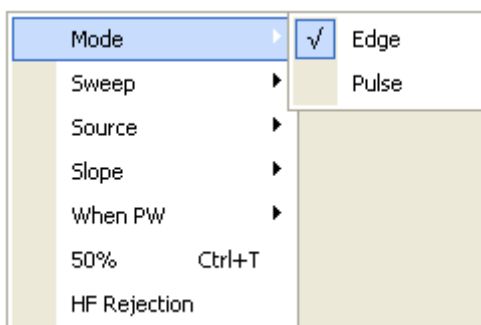 Mode
√ Edge
Pulse
Sweep
Source
Slope
When PW
50% Ctrl+T
HF Rejection